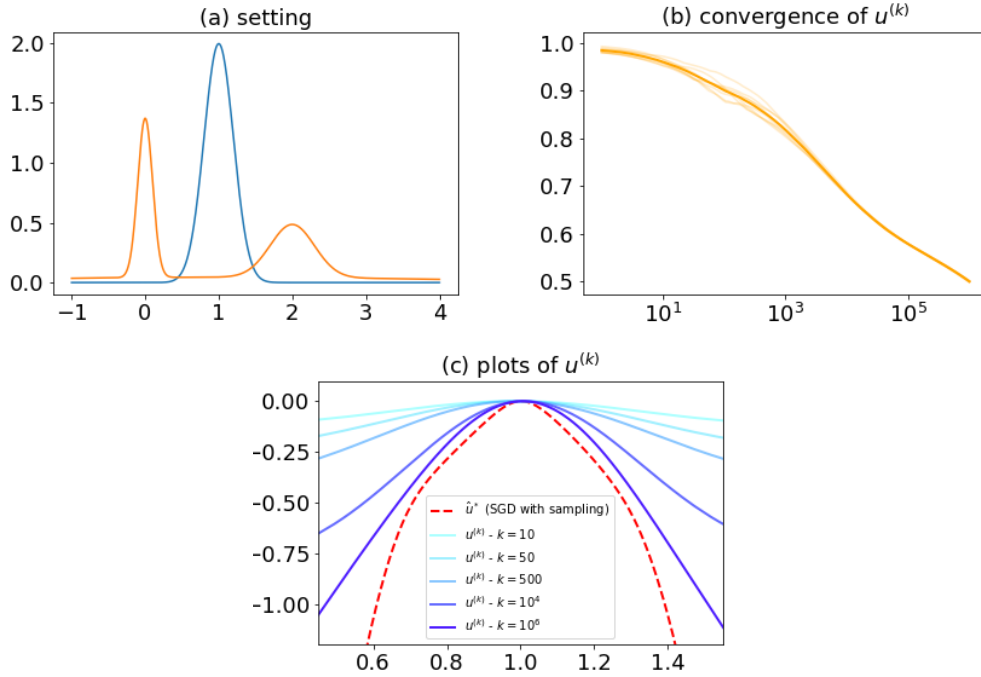 (a) setting
2.0
1.5
1.0
0.5
0.0
−1 0 1 2 3 4
(b) convergence of u^(k)
1.0
0.9
0.8
0.7
0.6
0.5
10^1 10^3 10^5
(c) plots of u^(k)
0.00
−0.25
−0.50
−0.75
−1.00
û* (SGD with sampling)
u^(k) - k = 10
u^(k) - k = 50
u^(k) - k = 500
u^(k) - k = 10^4
u^(k) - k = 10^6
0.6 0.8 1.0 1.2 1.4